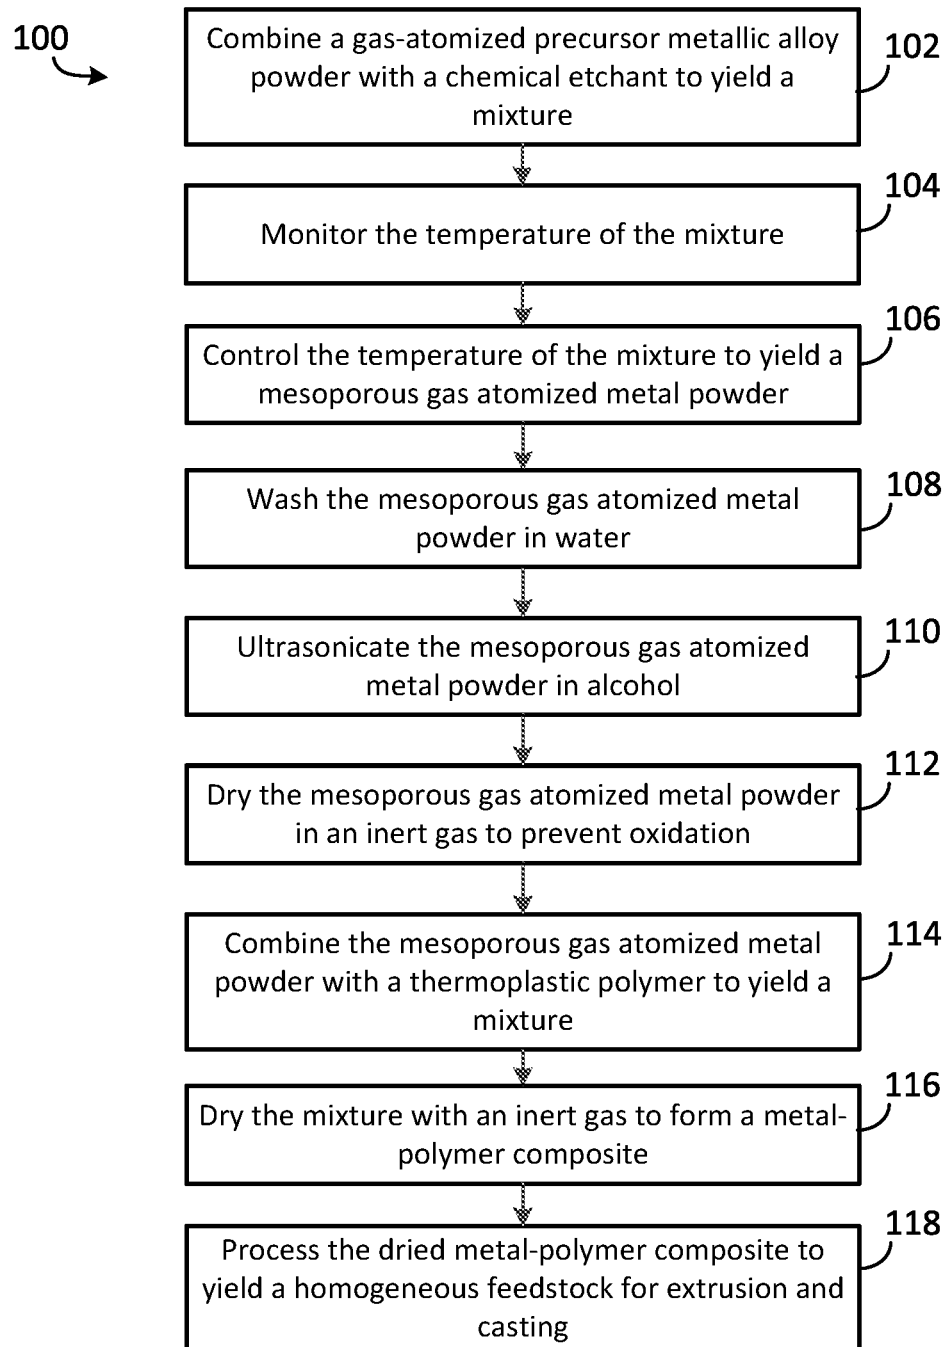 100
Combine a gas-atomized precursor metallic alloy
powder with a chemical etchant to yield a
mixture
102
Monitor the temperature of the mixture
104
Control the temperature of the mixture to yield a
mesoporous gas atomized metal powder
106
Wash the mesoporous gas atomized metal
powder in water
108
Ultrasonicate the mesoporous gas atomized
metal powder in alcohol
110
Dry the mesoporous gas atomized metal powder
in an inert gas to prevent oxidation
112
Combine the mesoporous gas atomized metal
powder with a thermoplastic polymer to yield a
mixture
114
Dry the mixture with an inert gas to form a metal-
polymer composite
116
Process the dried metal-polymer composite to
yield a homogeneous feedstock for extrusion and
casting
118